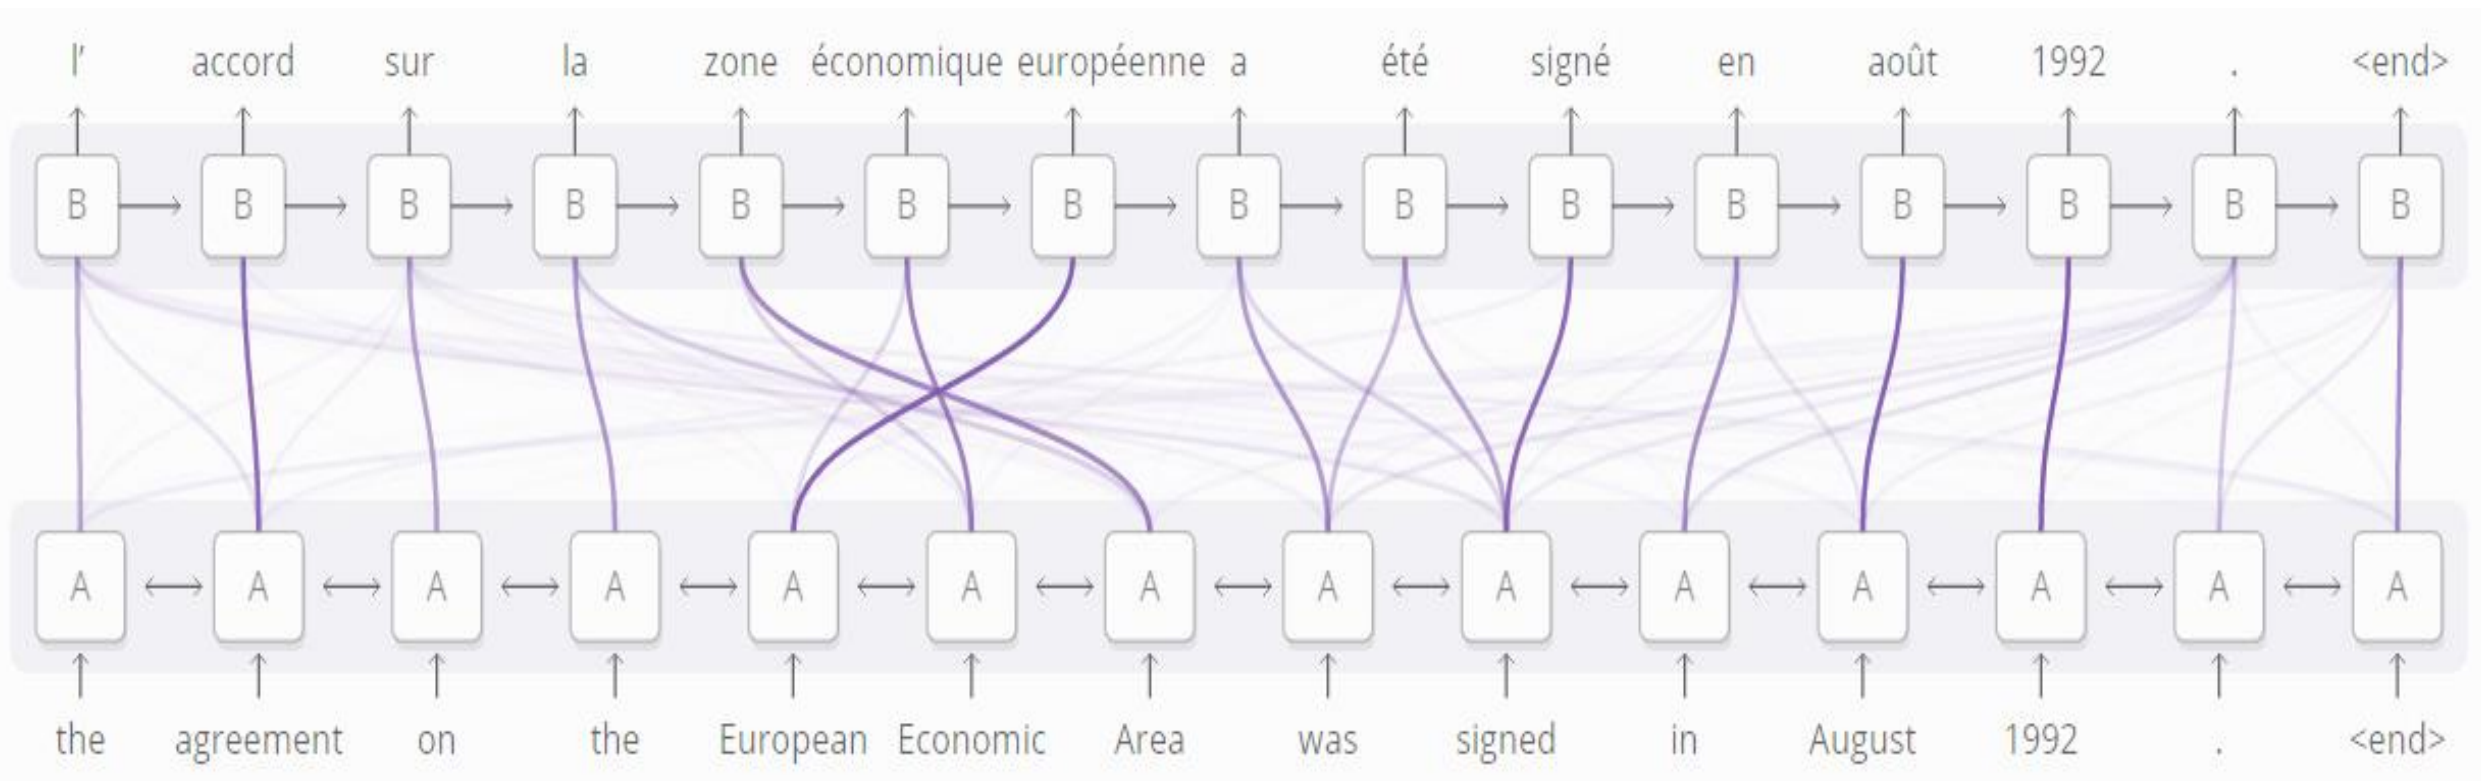 l' accord sur la zone économique européenne a été signé en août 1992 . <end>
B B B B B B B B B B B B B B B
A A A A A A A A A A A A A A
the agreement on the European Economic Area was signed in August 1992 . <end>